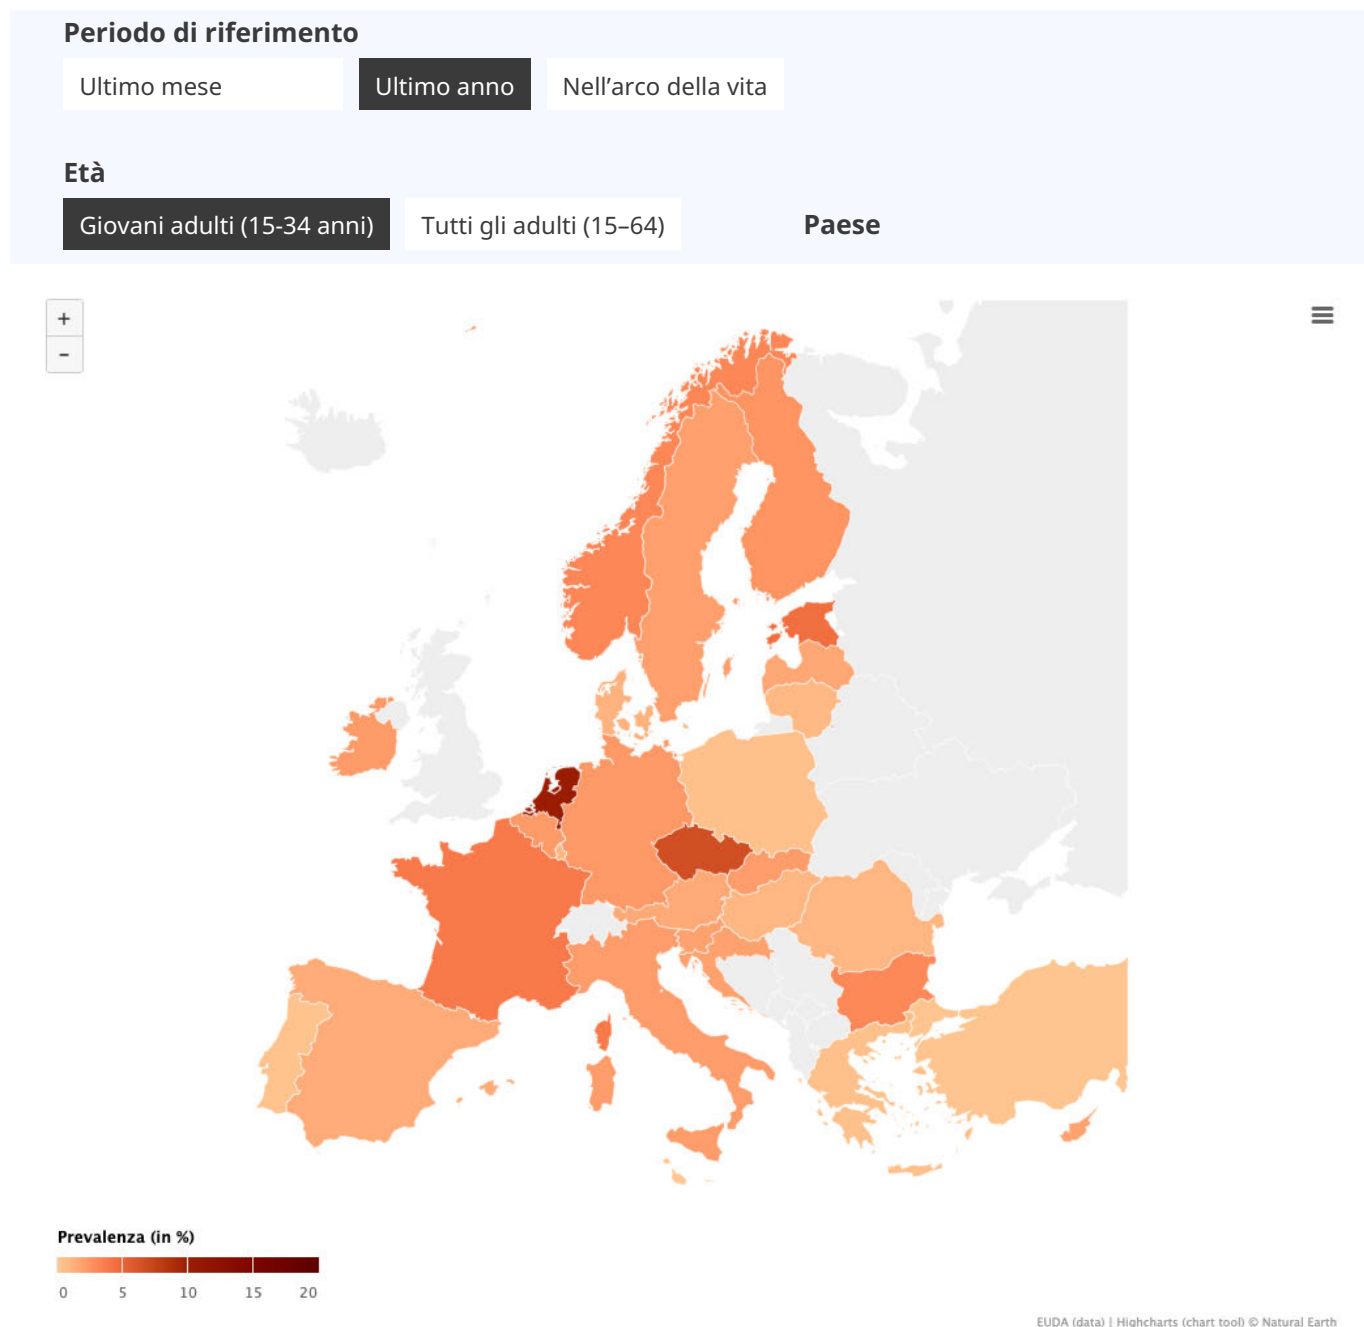 Periodo di riferimento
Ultimo mese Ultimo anno Nell’arco della vita
Età
Giovani adulti (15-34 anni) Tutti gli adulti (15–64) Paese
+
-
Prevalenza (in %)
0 5 10 15 20
EUDA (data) | Highcharts (chart tool) © Natural Earth